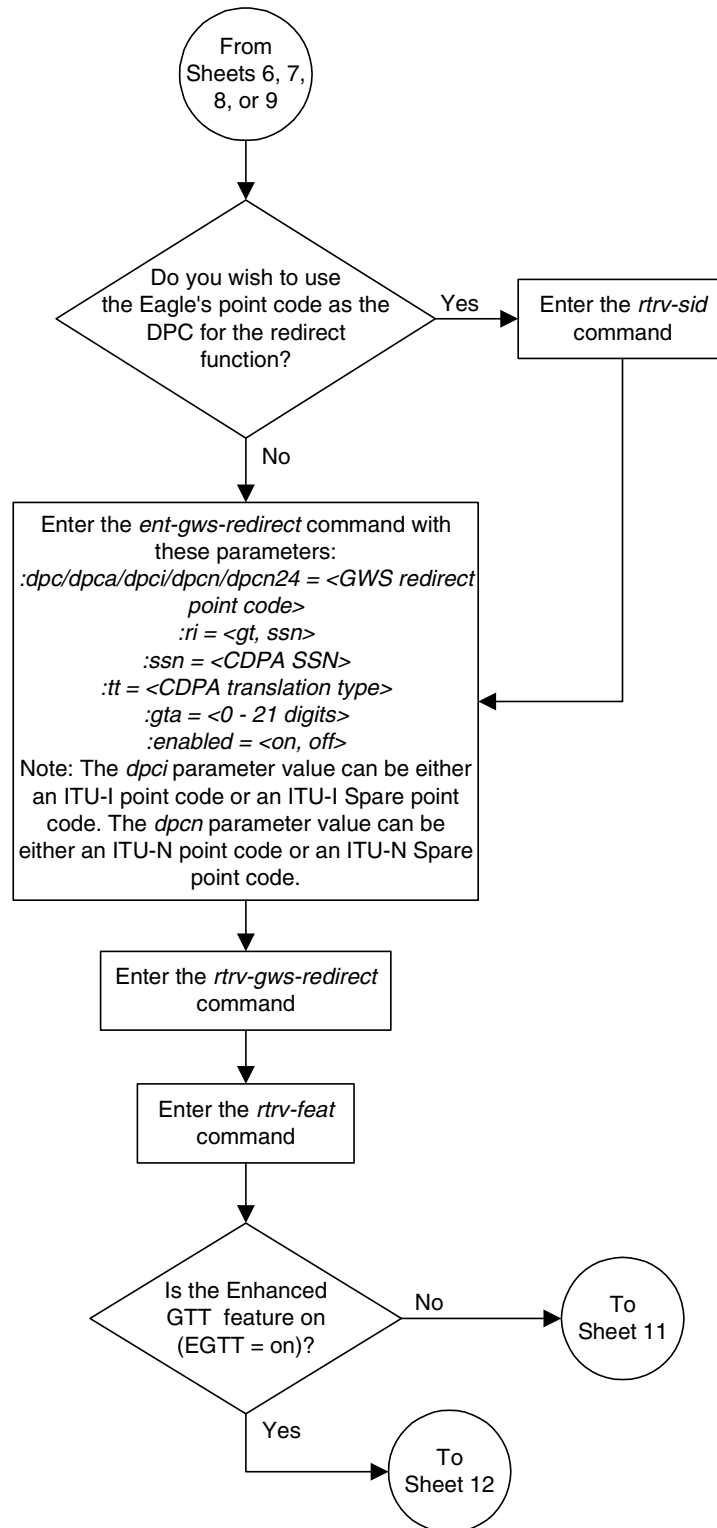 From
Sheets 6, 7,
8, or 9
Do you wish to use
the Eagle's point code as the
DPC for the redirect
function?
Yes
Enter the rtrv-sid
command
No
Enter the ent-gws-redirect command with
these parameters:
:dpc/dpca/dpci/dpcn/dpcn24 = <GWS redirect
point code>
:ri = <gt, ssn>
:ssn = <CDPA SSN>
:tt = <CDPA translation type>
:gta = <0 - 21 digits>
:enabled = <on, off>
Note: The dpci parameter value can be either
an ITU-I point code or an ITU-I Spare point
code. The dpcn parameter value can be
either an ITU-N point code or an ITU-N Spare
point code.
Enter the rtrv-gws-redirect
command
Enter the rtrv-feat
command
Is the Enhanced
GTT feature on
(EGTT = on)?
No
To
Sheet 11
Yes
To
Sheet 12